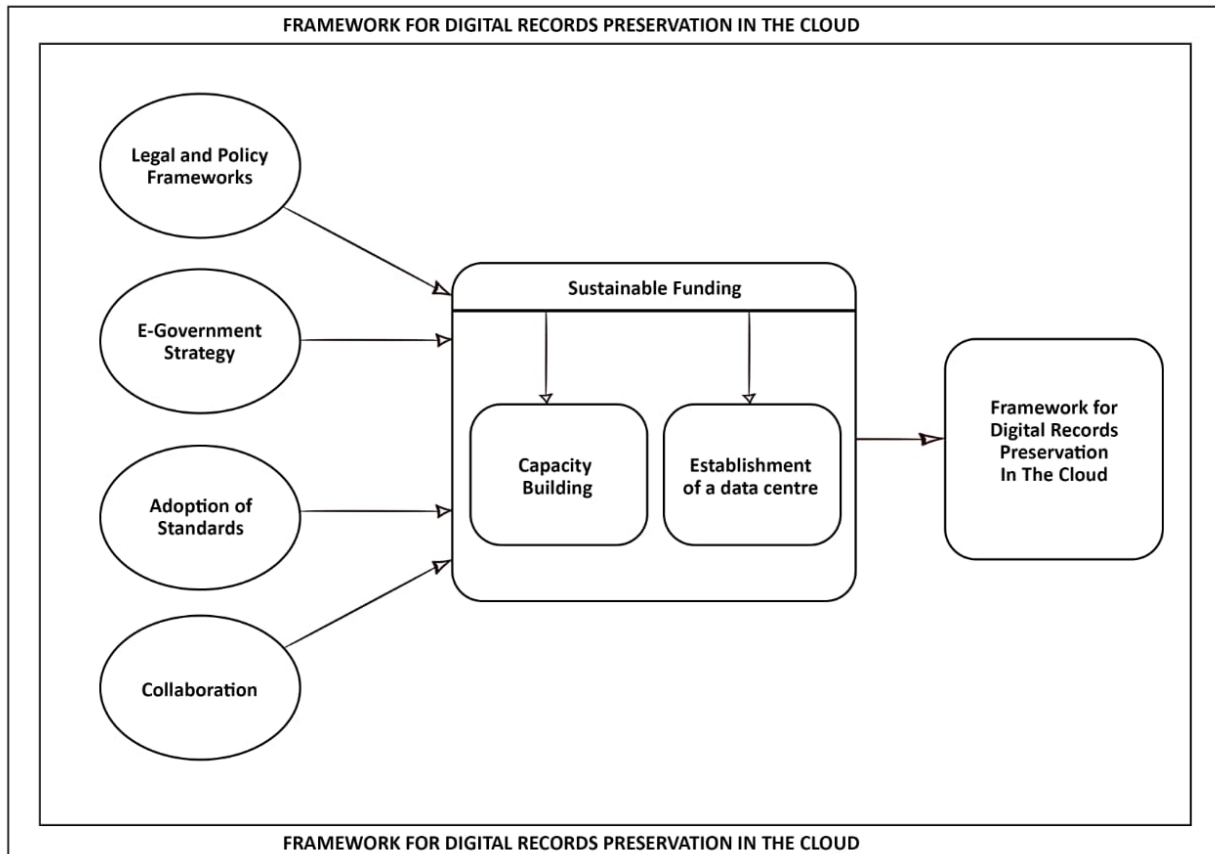 FRAMEWORK FOR DIGITAL RECORDS PRESERVATION IN THE CLOUD
Legal and Policy
Frameworks
E-Government
Strategy
Adoption of
Standards
Collaboration
Sustainable Funding
Capacity
Building
Establishment
of a data centre
Framework for
Digital Records
Preservation
In The Cloud
FRAMEWORK FOR DIGITAL RECORDS PRESERVATION IN THE CLOUD